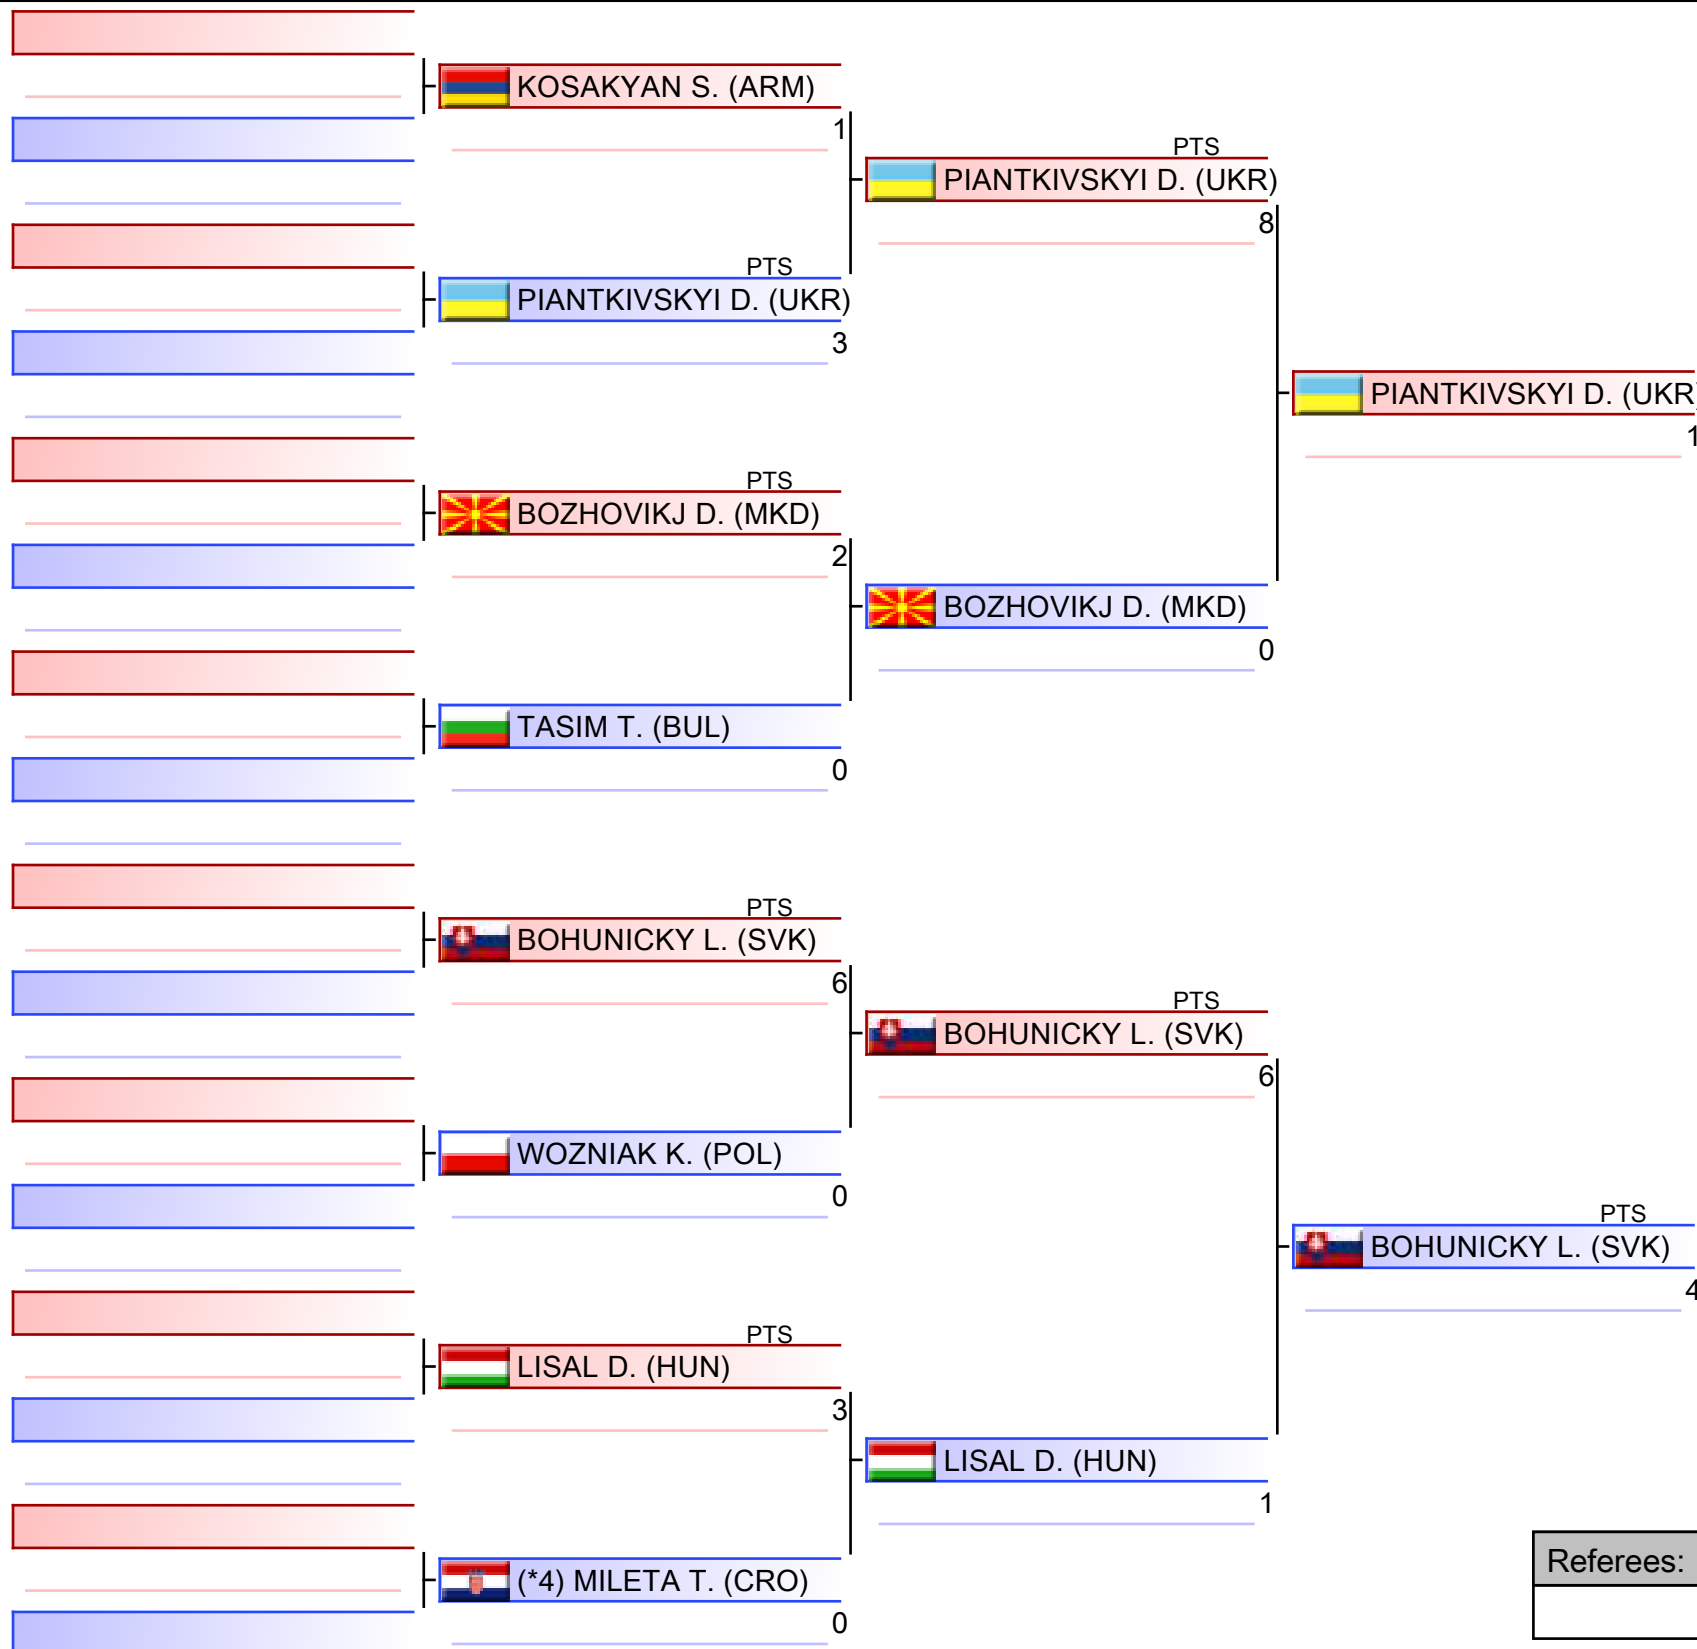 KOSAKYAN S. (ARM)
1
PTS
PIANTKIVSKYI D. (UKR)
3
PTS
BOZHOVIKJ D. (MKD)
2
TASIM T. (BUL)
0
PTS
BOHUNICKY L. (SVK)
6
WOZNIAK K. (POL)
0
PTS
LISAL D. (HUN)
3
(*4) MILETA T. (CRO)
0
PTS
PIANTKIVSKYI D. (UKR)
8
BOZHOVIKJ D. (MKD)
0
PTS
BOHUNICKY L. (SVK)
6
LISAL D. (HUN)
1
PIANTKIVSKYI D. (UKR)
1
PTS
BOHUNICKY L. (SVK)
4
Referees: